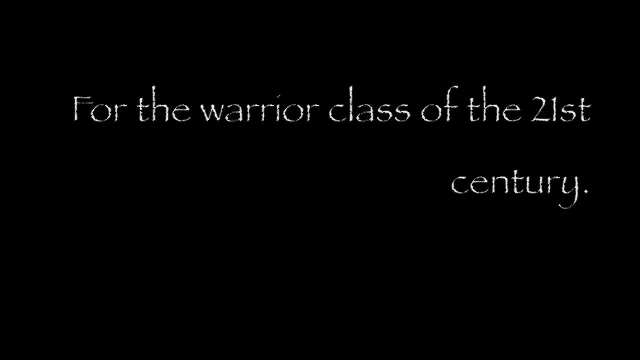 For the warrior class of the 21st
century.